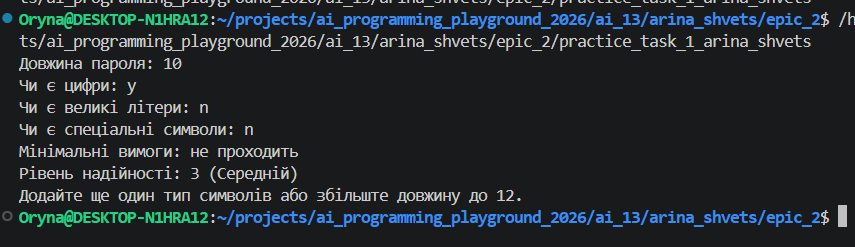 Oryna@DESKTOP-N1HRA12:~/projects/ai_programming_playground_2026/ai_13/arina_shvets/epic_2$ /h
ts/ai_programming_playground_2026/ai_13/arina_shvets/epic_2/practice_task_1_arina_shvets
Довжина пароля: 10
Чи є цифри: y
Чи є великі літери: n
Чи є спеціальні символи: n
Мінімальні вимоги: не проходить
Рівень надійності: 3 (Середній)
Додайте ще один тип символів або збільште довжину до 12.
Oryna@DESKTOP-N1HRA12:~/projects/ai_programming_playground_2026/ai_13/arina_shvets/epic_2$